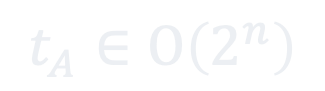 t_A ∈ O(2^n)